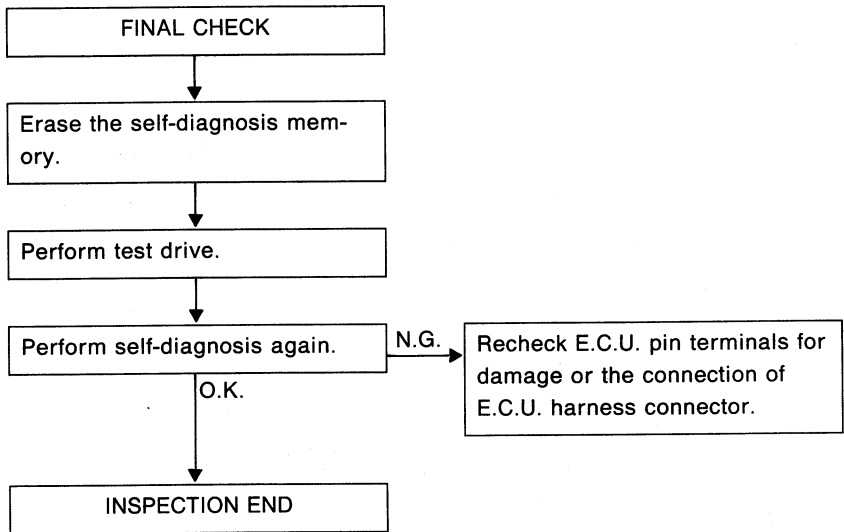 FINAL CHECK
Erase the self-diagnosis mem-
ory.
Perform test drive.
Perform self-diagnosis again.
N.G.
Recheck E.C.U. pin terminals for
damage or the connection of
E.C.U. harness connector.
O.K.
INSPECTION END